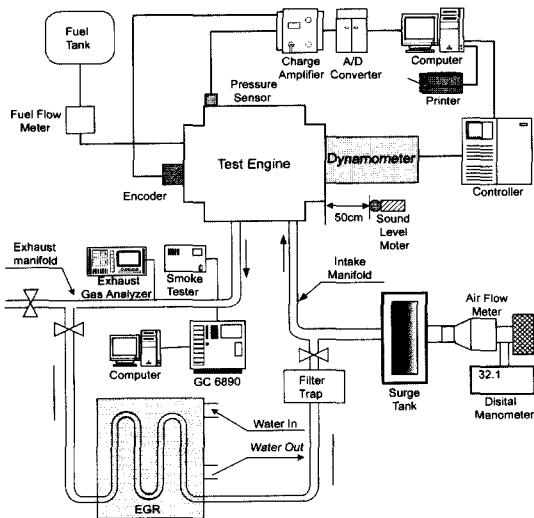 Fuel
Tank
Charge
Amplifier
A/D
Converter
Computer
Pressure
Sensor
Printer
Fuel Flow
Meter
Test Engine
Dynamometer
Encoder
Controller
50cm
Sound
Level
Moter
Exhaust
manifold
Exhaust
Gas Analyzer
Smoke
Tester
Intake
Manifold
Air Flow
Meter
Computer
GC 6890
Filter
Trap
Surge
Tank
32.1
Disital
Manometer
Water In
Water Out
EGR